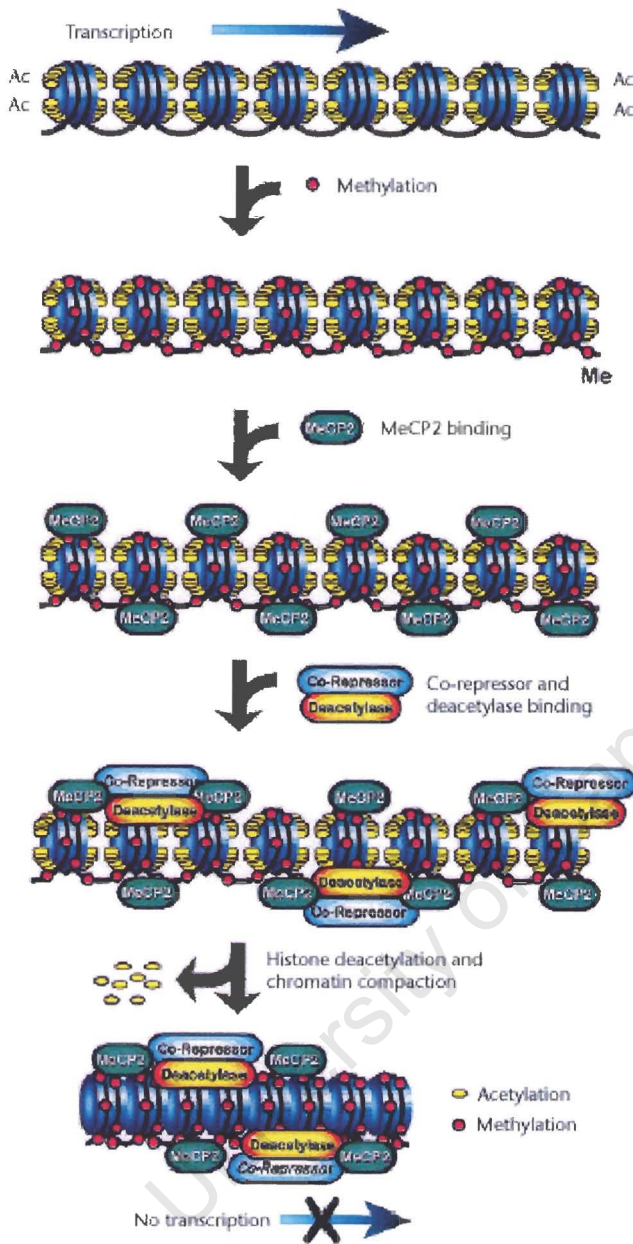 Transcription
Ac
Ac
Ac
Ac
Methylation
Me
MeCP2
MeCP2 binding
MeCP2
MeCP2
MeCP2
MeCP2
MeCP2
MeCP2
MeCP2
MeCP2
Co-Repressor
Deacetylase
Co-repressor and
deacetylase binding
Co-Repressor
MeCP2
Deacetylase
MeCP2
MeCP2
MeCP2
Co-Repressor
Deacetylase
MeCP2
MeCP2
Deacetylase
MeCP2
Co-Repressor
MeCP2
Histone deacetylation and
chromatin compaction
MeCP2
Co-Repressor
Deacetylase
MeCP2
Acetylation
Methylation
MeCP2
Deacetylase
Co-Repressor
MeCP2
No transcription
University of